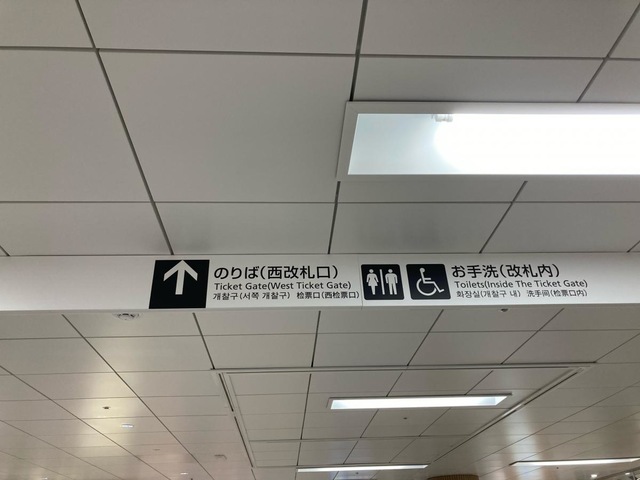 のりば(西改札口)
Ticket Gate(West Ticket Gate)
개찰구(서쪽 개찰구) 检票口(西检票口)
お手洗(改札内)
Toilets(Inside The Ticket Gate)
화장실(개찰구 내) 洗手间(检票口内)